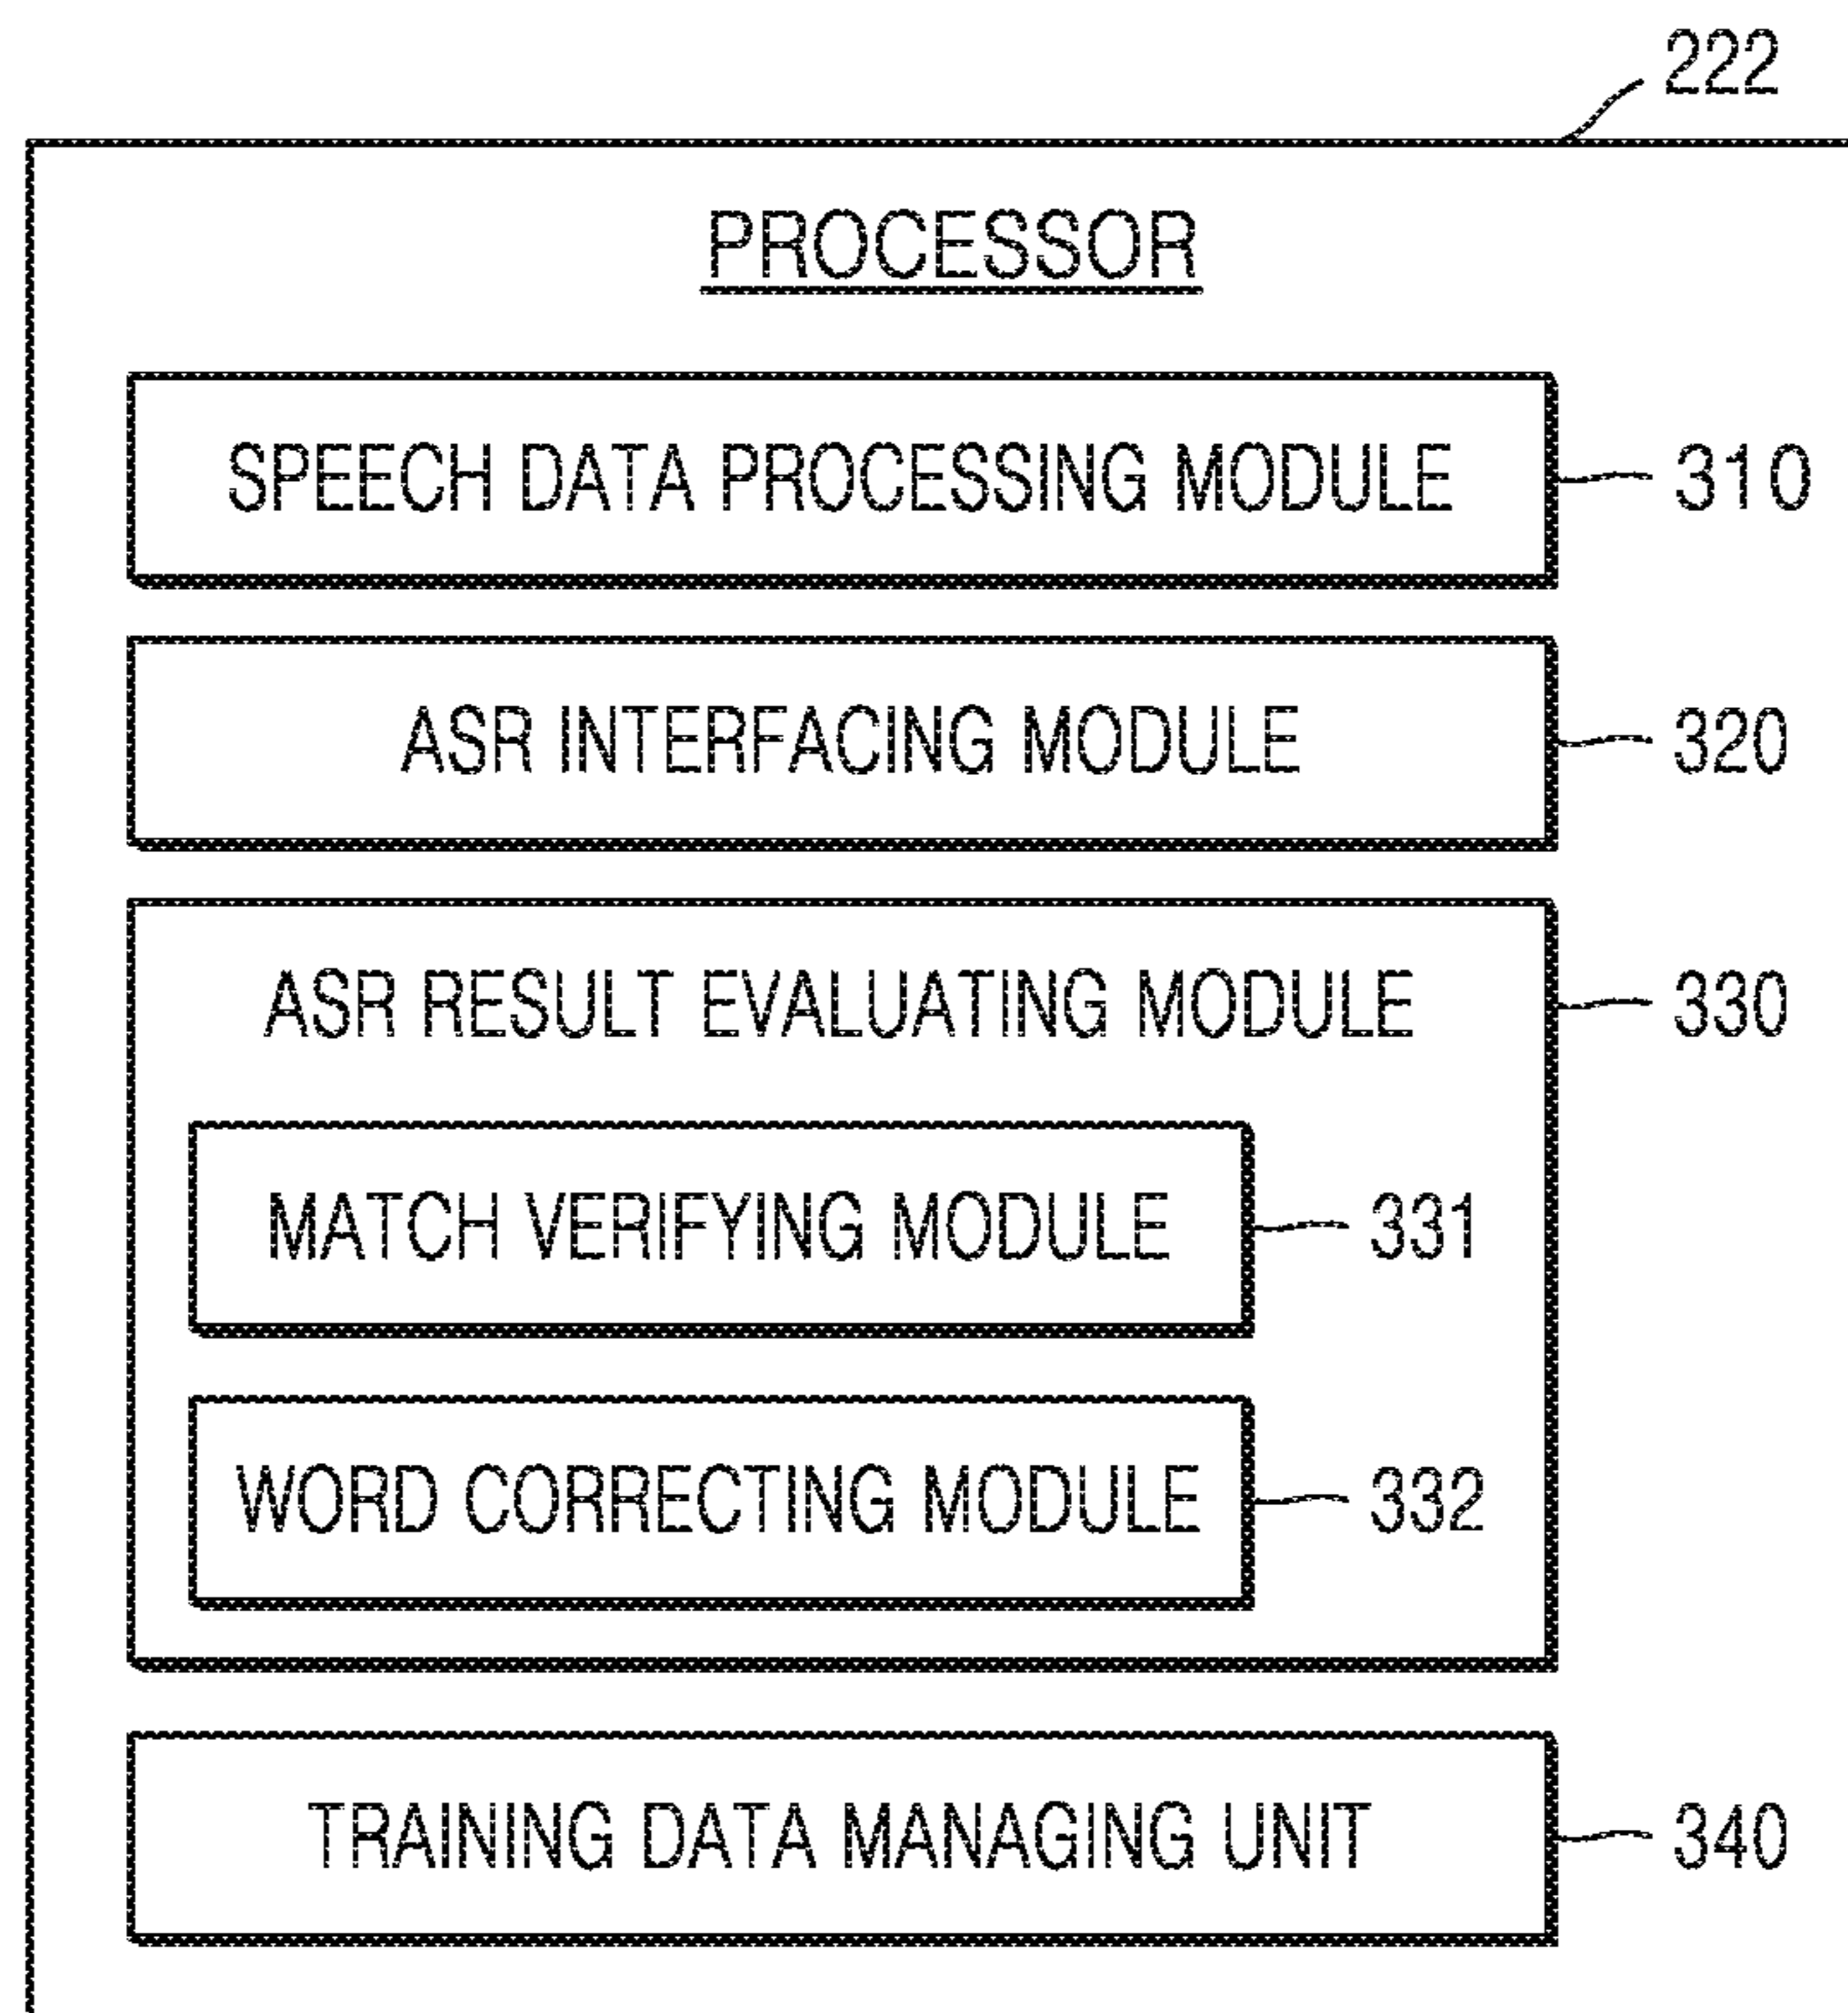 222
PROCESSOR
SPEECH DATA PROCESSING MODULE 310
ASR INTERFACING MODULE 320
ASR RESULT EVALUATING MODULE 330
MATCH VERIFYING MODULE 331
WORD CORRECTING MODULE 332
TRAINING DATA MANAGING UNIT 340